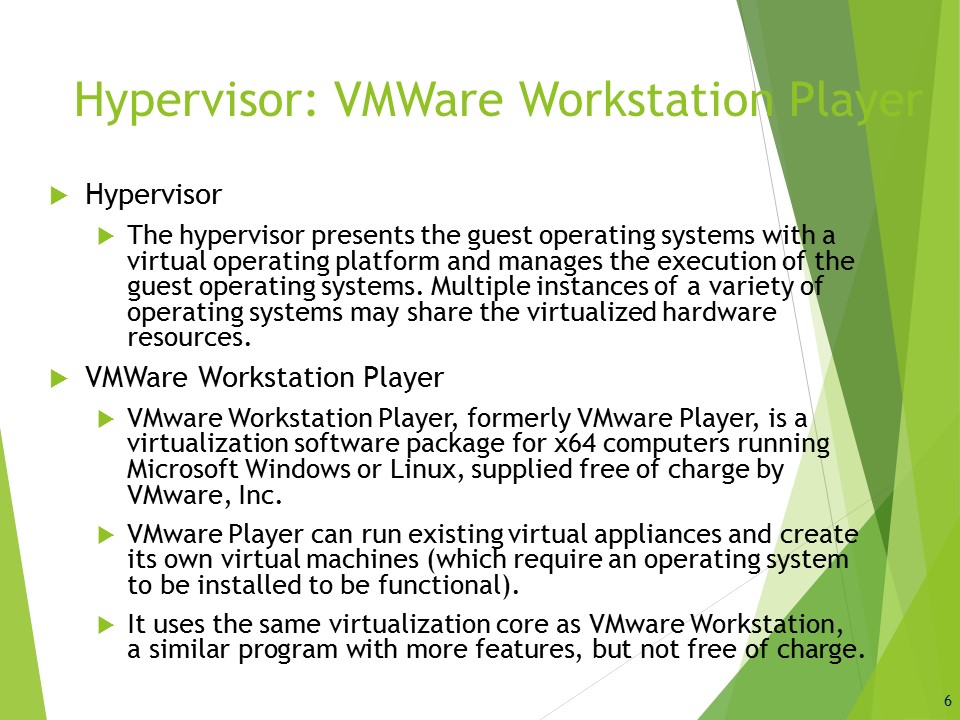 Hypervisor: VMWare Workstation Player
Hypervisor
The hypervisor presents the guest operating systems with a
virtual operating platform and manages the execution of the
guest operating systems. Multiple instances of a variety of
operating systems may share the virtualized hardware
resources.
VMWare Workstation Player
VMware Workstation Player, formerly VMware Player, is a
virtualization software package for x64 computers running
Microsoft Windows or Linux, supplied free of charge by
VMware, Inc.
VMware Player can run existing virtual appliances and create
its own virtual machines (which require an operating system
to be installed to be functional).
It uses the same virtualization core as VMware Workstation,
a similar program with more features, but not free of charge.
6